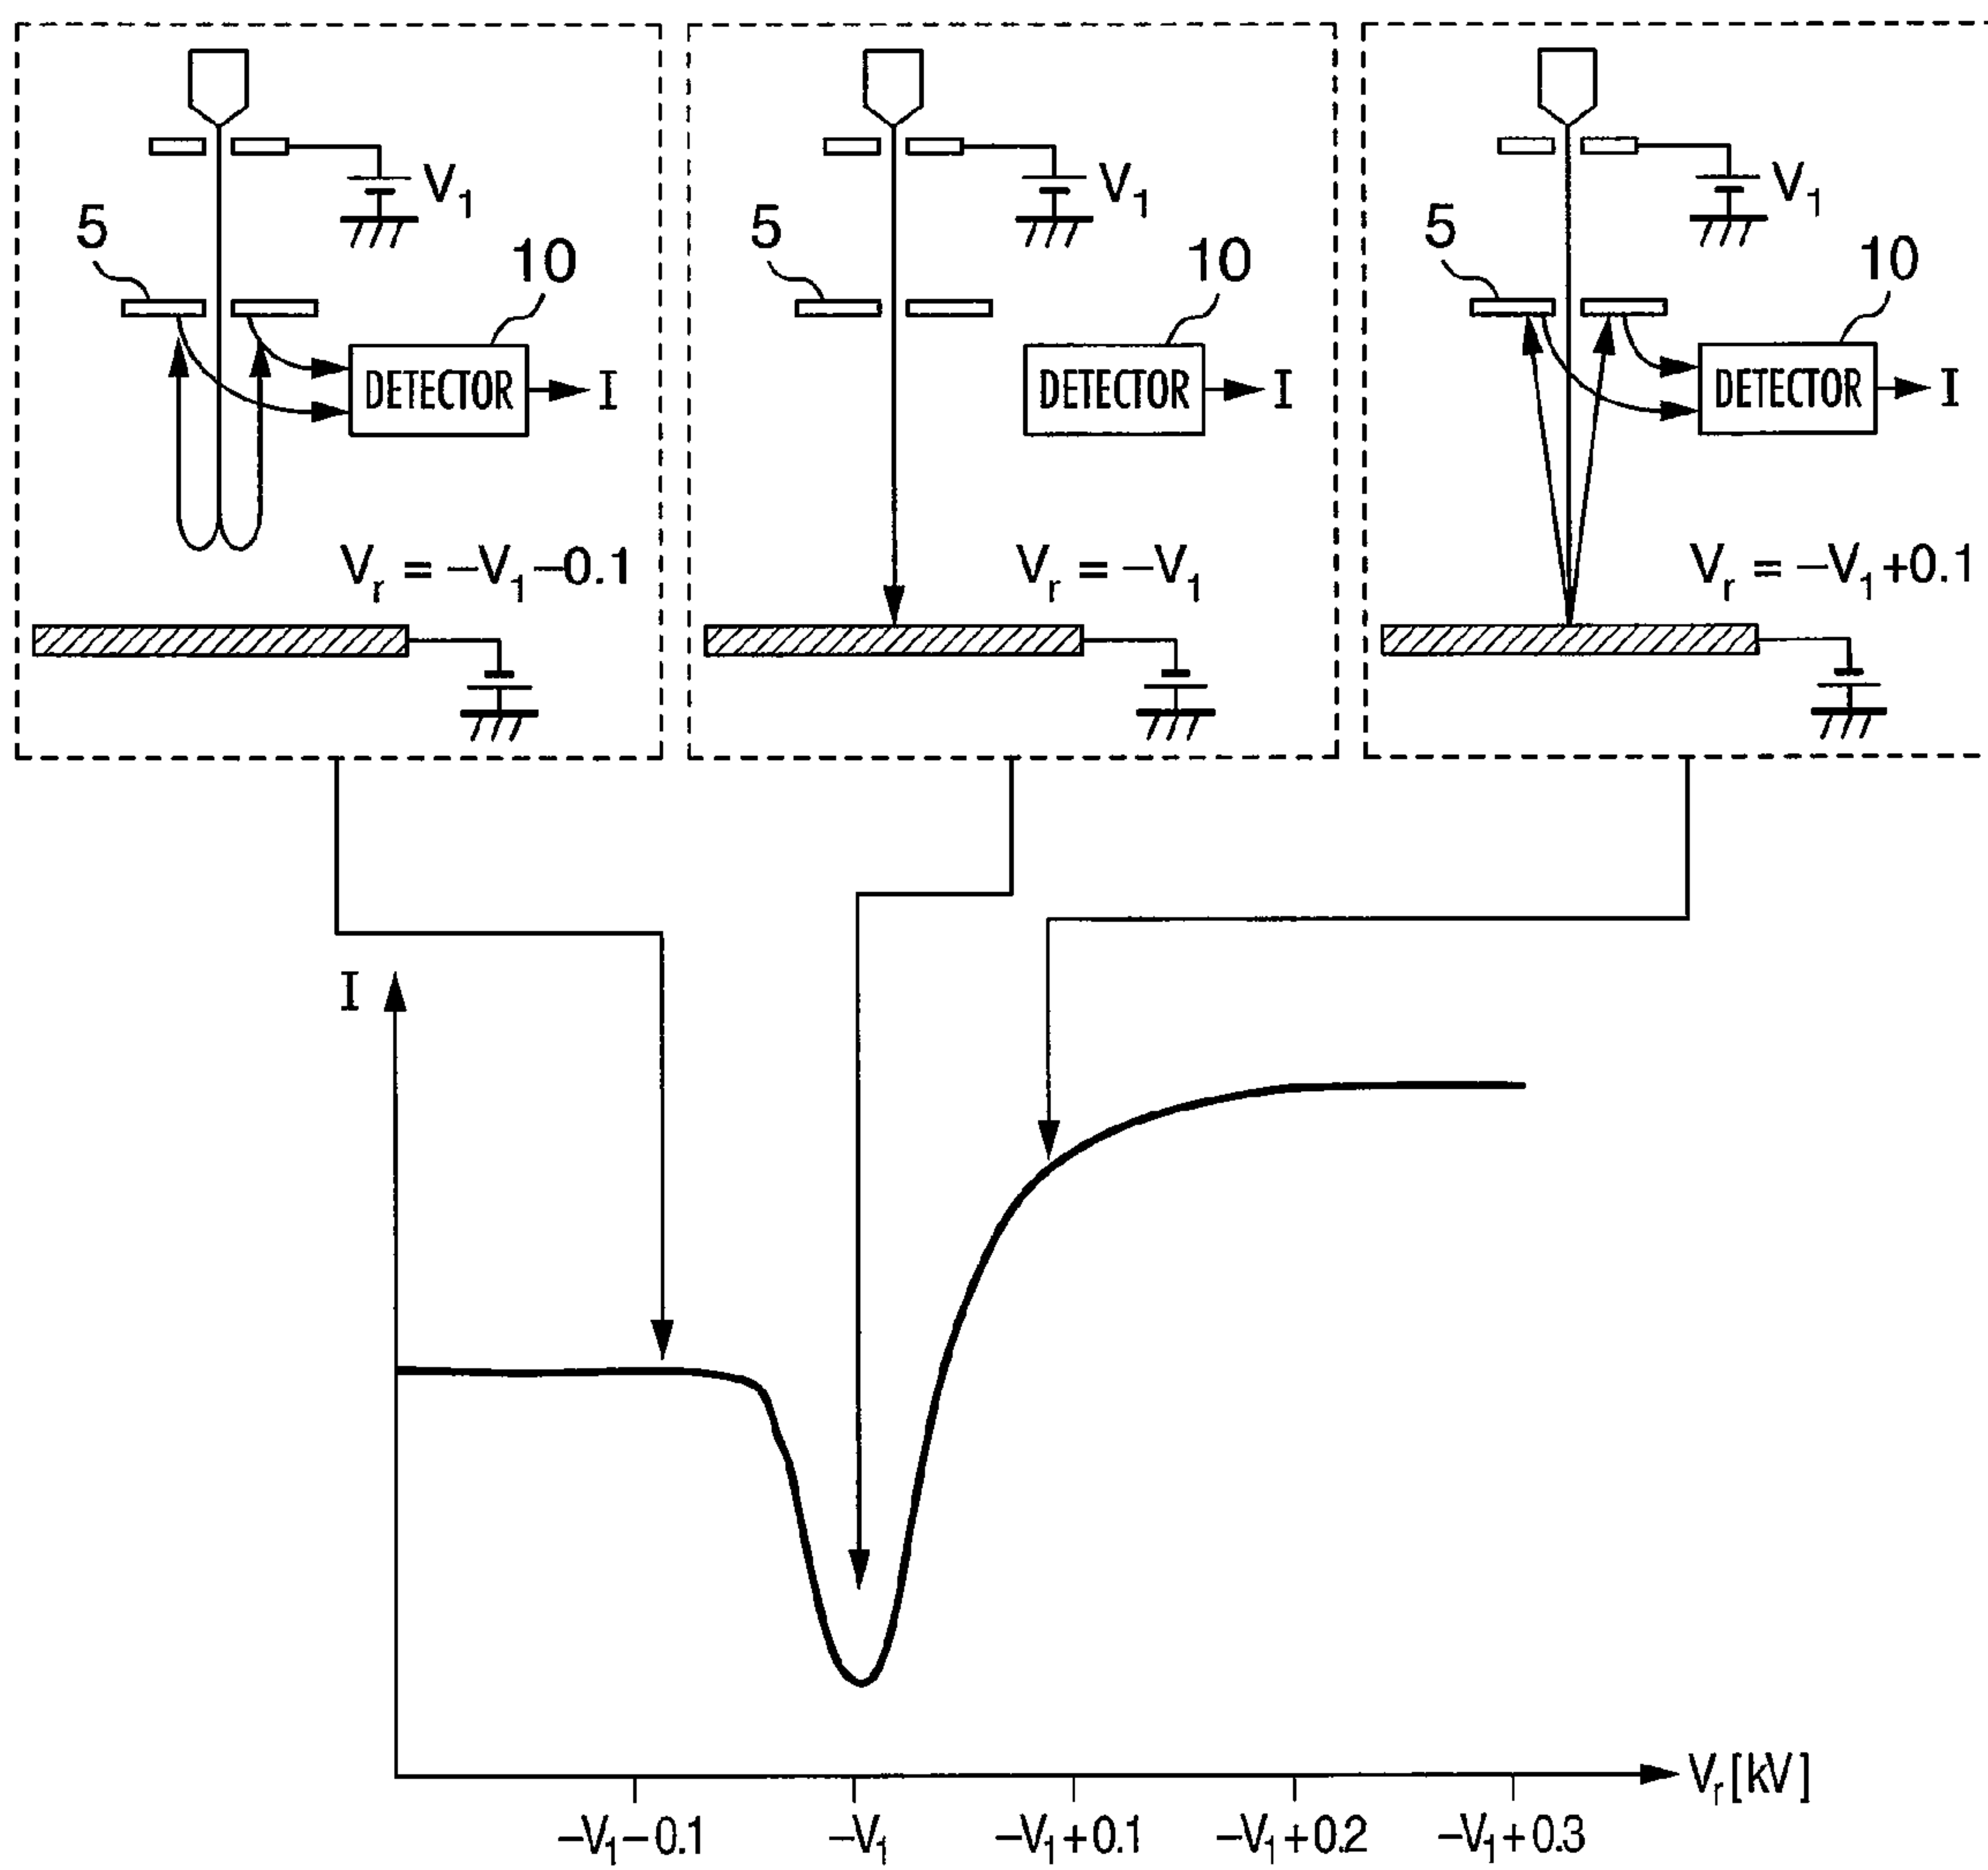 V₁
5
10
DETECTOR
I
Vᵣ = –V₁–0.1
V₁
5
10
DETECTOR
I
Vᵣ = –V₁
V₁
5
10
DETECTOR
I
Vᵣ = –V₁+0.1
I
Vᵣ[kV]
–V₁–0.1
–V₁
–V₁+0.1
–V₁+0.2
–V₁+0.3